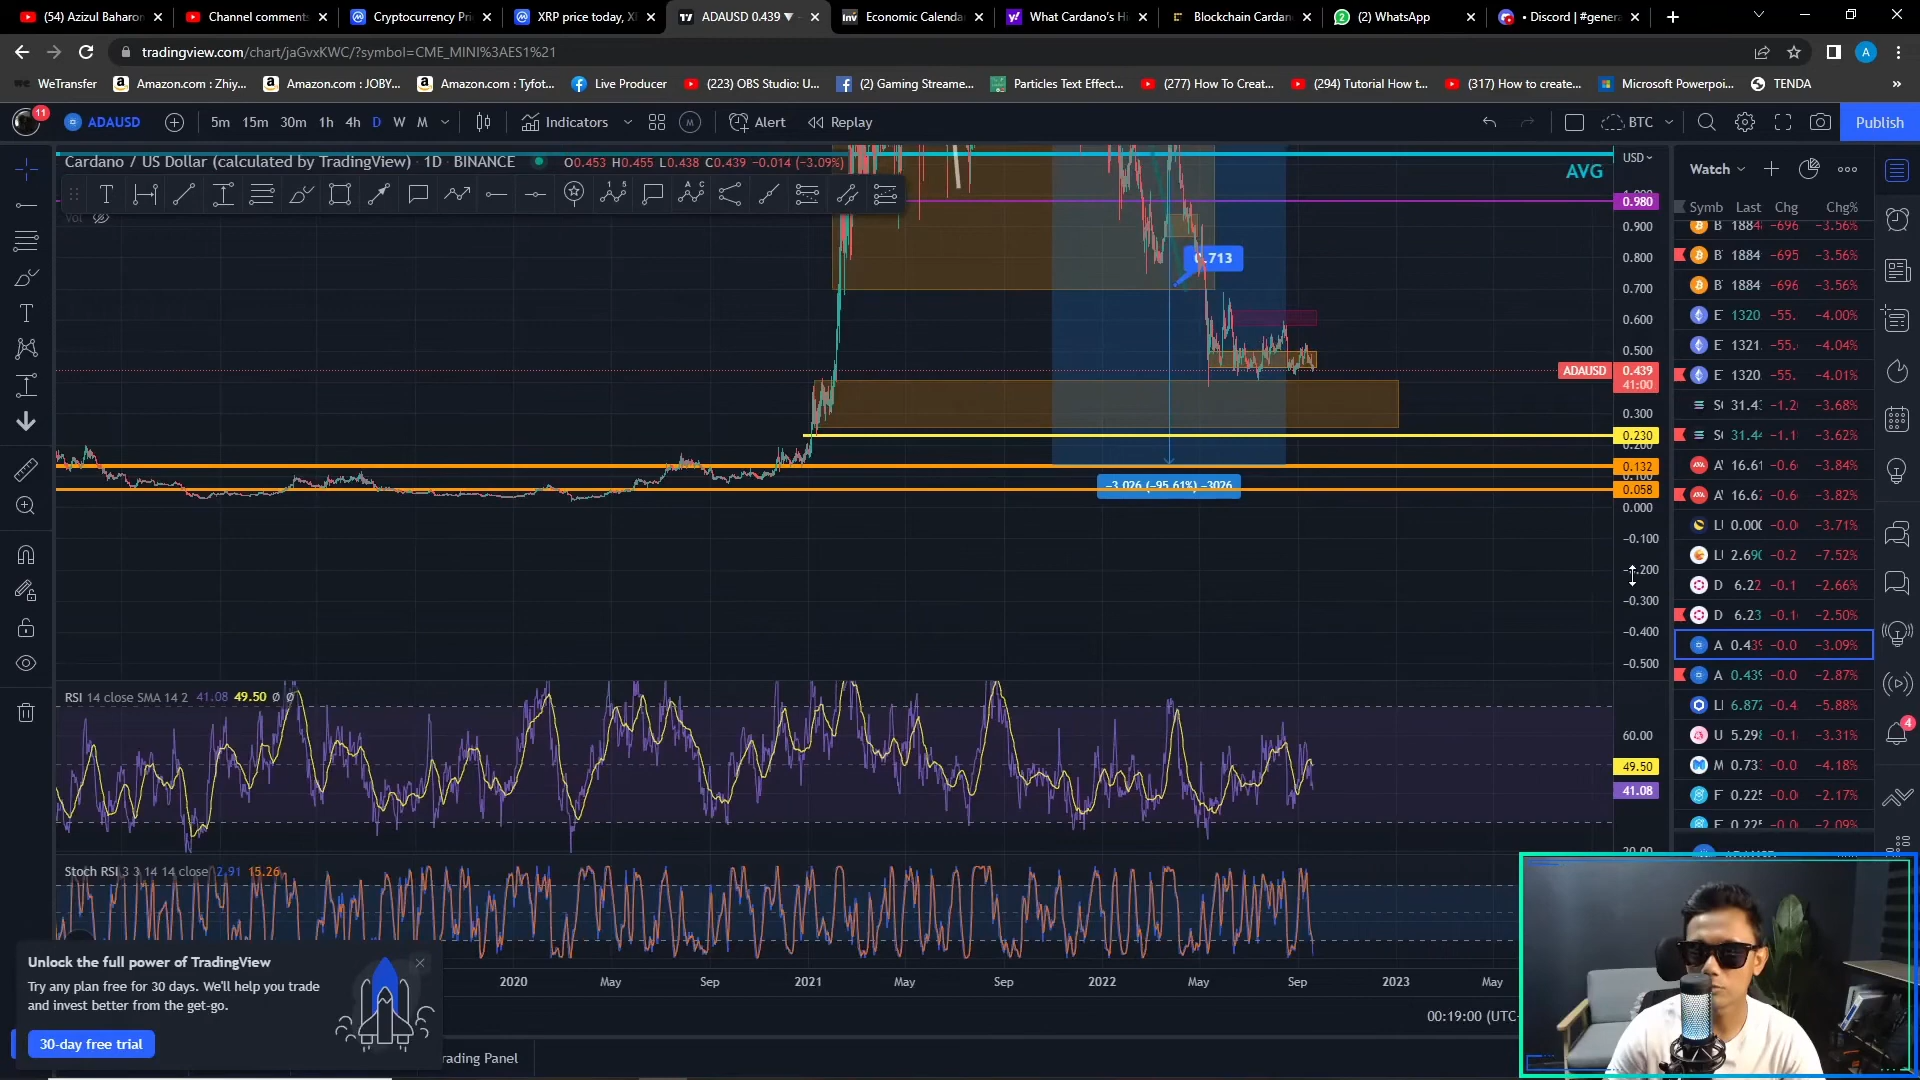 (54) Azizul Baharon
Channel comments
Cryptocurrency Pri
XRP price today, X
ADAUSD 0.439 ▼
Economic Calenda
What Cardano's Hi
Blockchain Cardan
(2) WhatsApp
• Discord | #genera
tradingview.com/chart/jaGvxKWC/?symbol=CME_MINI%3AES1%21
A
WeTransfer
Amazon.com : Zhiy...
Amazon.com: JOBY...
Amazon.com : Tyfot...
Live Producer
(223) OBS Studio: U...
(2) Gaming Streame...
Particles Text Effect...
(277) How To Creat...
(294) Tutorial How t...
(317) How to create...
Microsoft Powerpoi...
TENDA
11
ADAUSD
5m 15m 30m 1h 4h D W M
Indicators
Alert
Replay
BTC
Publish
Cardano / US Dollar (calculated by TradingView) · 1D · BINANCE
O0.453 H0.455 L0.438 C0.439 −0.014 (−3.09%)
Vol
AVG
USD
0.980
0.900
0.800
0.713
0.700
0.600
0.500
ADAUSD 0.439
41:00
0.300
0.230
0.200
0.132
0.100
0.058
0.000
−0.100
−0.200
−0.300
−0.400
−0.500
−3.026 (−95.61%) −3026
Watch
Symb Last Chg Chg%
B 1884 −696 −3.56%
B 1884 −695 −3.56%
B 1884 −696 −3.56%
E 1320 −55. −4.00%
E 1321. −55. −4.04%
E 1320. −55. −4.01%
S 31.43 −1.2 −3.68%
S 31.44 −1.1 −3.62%
A 16.61 −0.6 −3.84%
A 16.62 −0.6 −3.82%
L 0.000 −0.0 −3.71%
L 2.690 −0.2 −7.52%
D 6.22 −0.1 −2.66%
D 6.23 −0.1 −2.50%
A 0.439 −0.0 −3.09%
A 0.439 −0.0 −2.87%
L 6.872 −0.4 −5.88%
U 5.298 −0.1 −3.31%
M 0.733 −0.0 −4.18%
F 0.225 −0.0 −2.17%
F 0.225 −0.0 −2.09%
4
RSI 14 close SMA 14 2 41.08 49.50 Ø Ø
60.00
49.50
41.08
20.00
Stoch RSI 3 3 14 14 close 2.91 15.26
2020 May Sep 2021 May Sep 2022 May Sep 2023 May
Unlock the full power of TradingView
Try any plan free for 30 days. We'll help you trade
and invest better from the get-go.
30-day free trial
00:19:00 (UTC
rading Panel